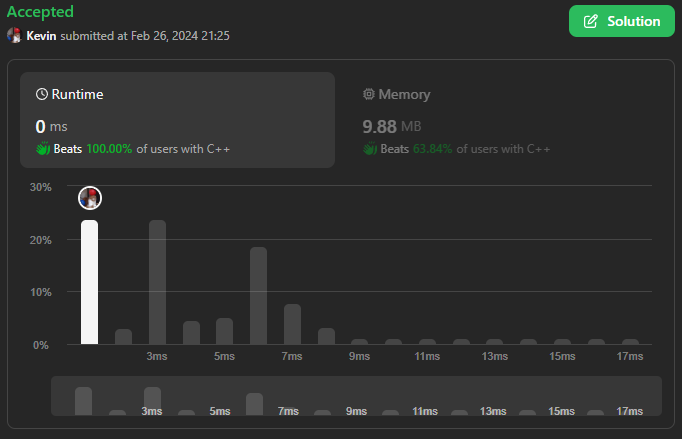 Accepted
Kevin submitted at Feb 26, 2024 21:25
Solution
Runtime
0 ms
Beats 100.00% of users with C++
Memory
9.88 MB
Beats 63.84% of users with C++
30%
20%
10%
0%
3ms 5ms 7ms 9ms 11ms 13ms 15ms 17ms
3ms 5ms 7ms 9ms 11ms 13ms 15ms 17ms